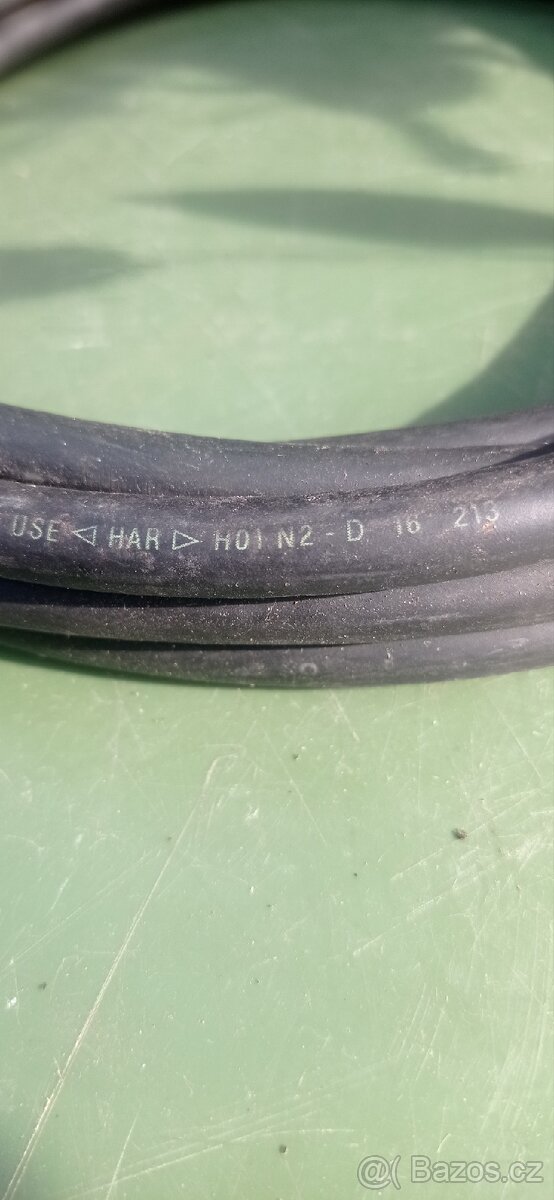 USE ◁ HAR ▷ H01 N2-D 16 213
@ Bazos.cz